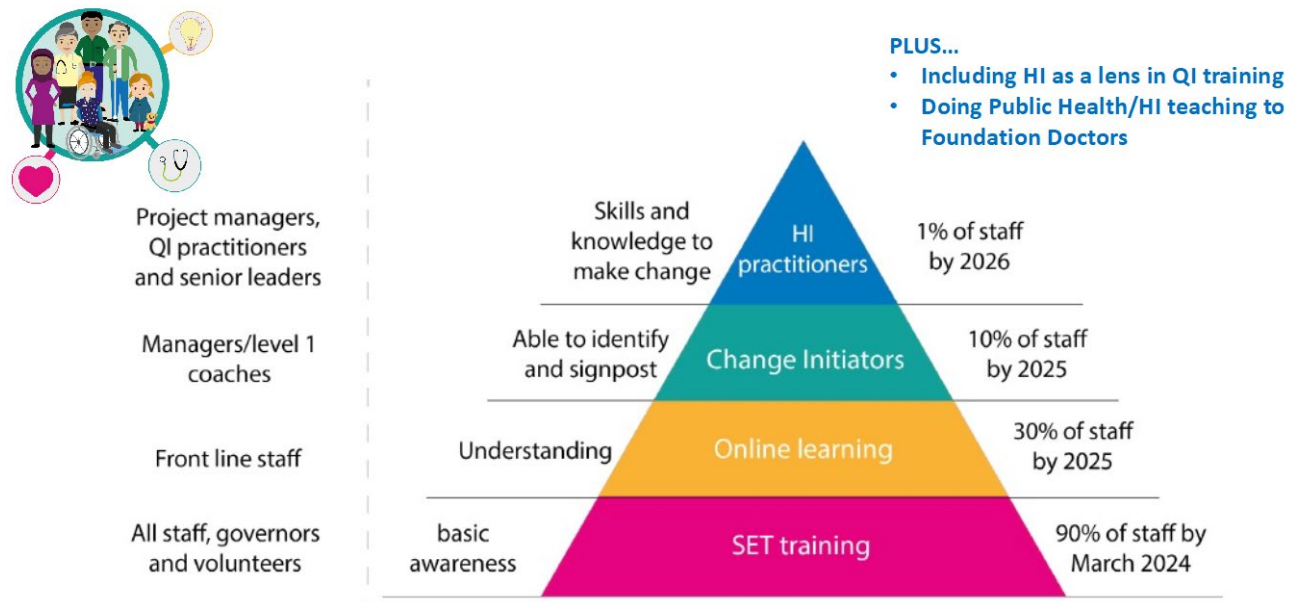 PLUS...
• Including HI as a lens in QI training
• Doing Public Health/HI teaching to
Foundation Doctors
Project managers,
QI practitioners
and senior leaders
Skills and
knowledge to
make change
HI
practitioners
1% of staff
by 2026
Managers/level 1
coaches
Able to identify
and signpost
Change Initiators
10% of staff
by 2025
Front line staff
Understanding
Online learning
30% of staff
by 2025
All staff, governors
and volunteers
basic
awareness
SET training
90% of staff by
March 2024